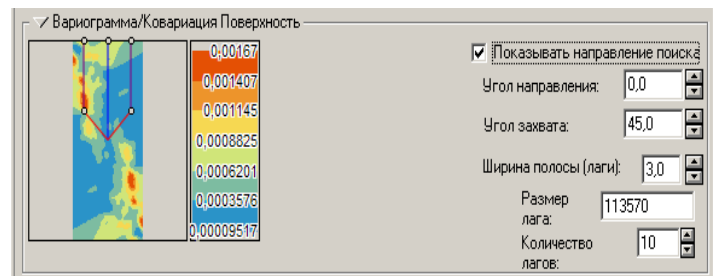 Вариограмма/Ковариация Поверхность
0,00167
0,001407
0,001145
0,0008825
0,0006201
0,0003576
0,00009517
Показывать направление поиска
Угол направления: 0,0
Угол захвата: 45,0
Ширина полосы (лаги): 3,0
Размер
лага: 113570
Количество
лагов: 10